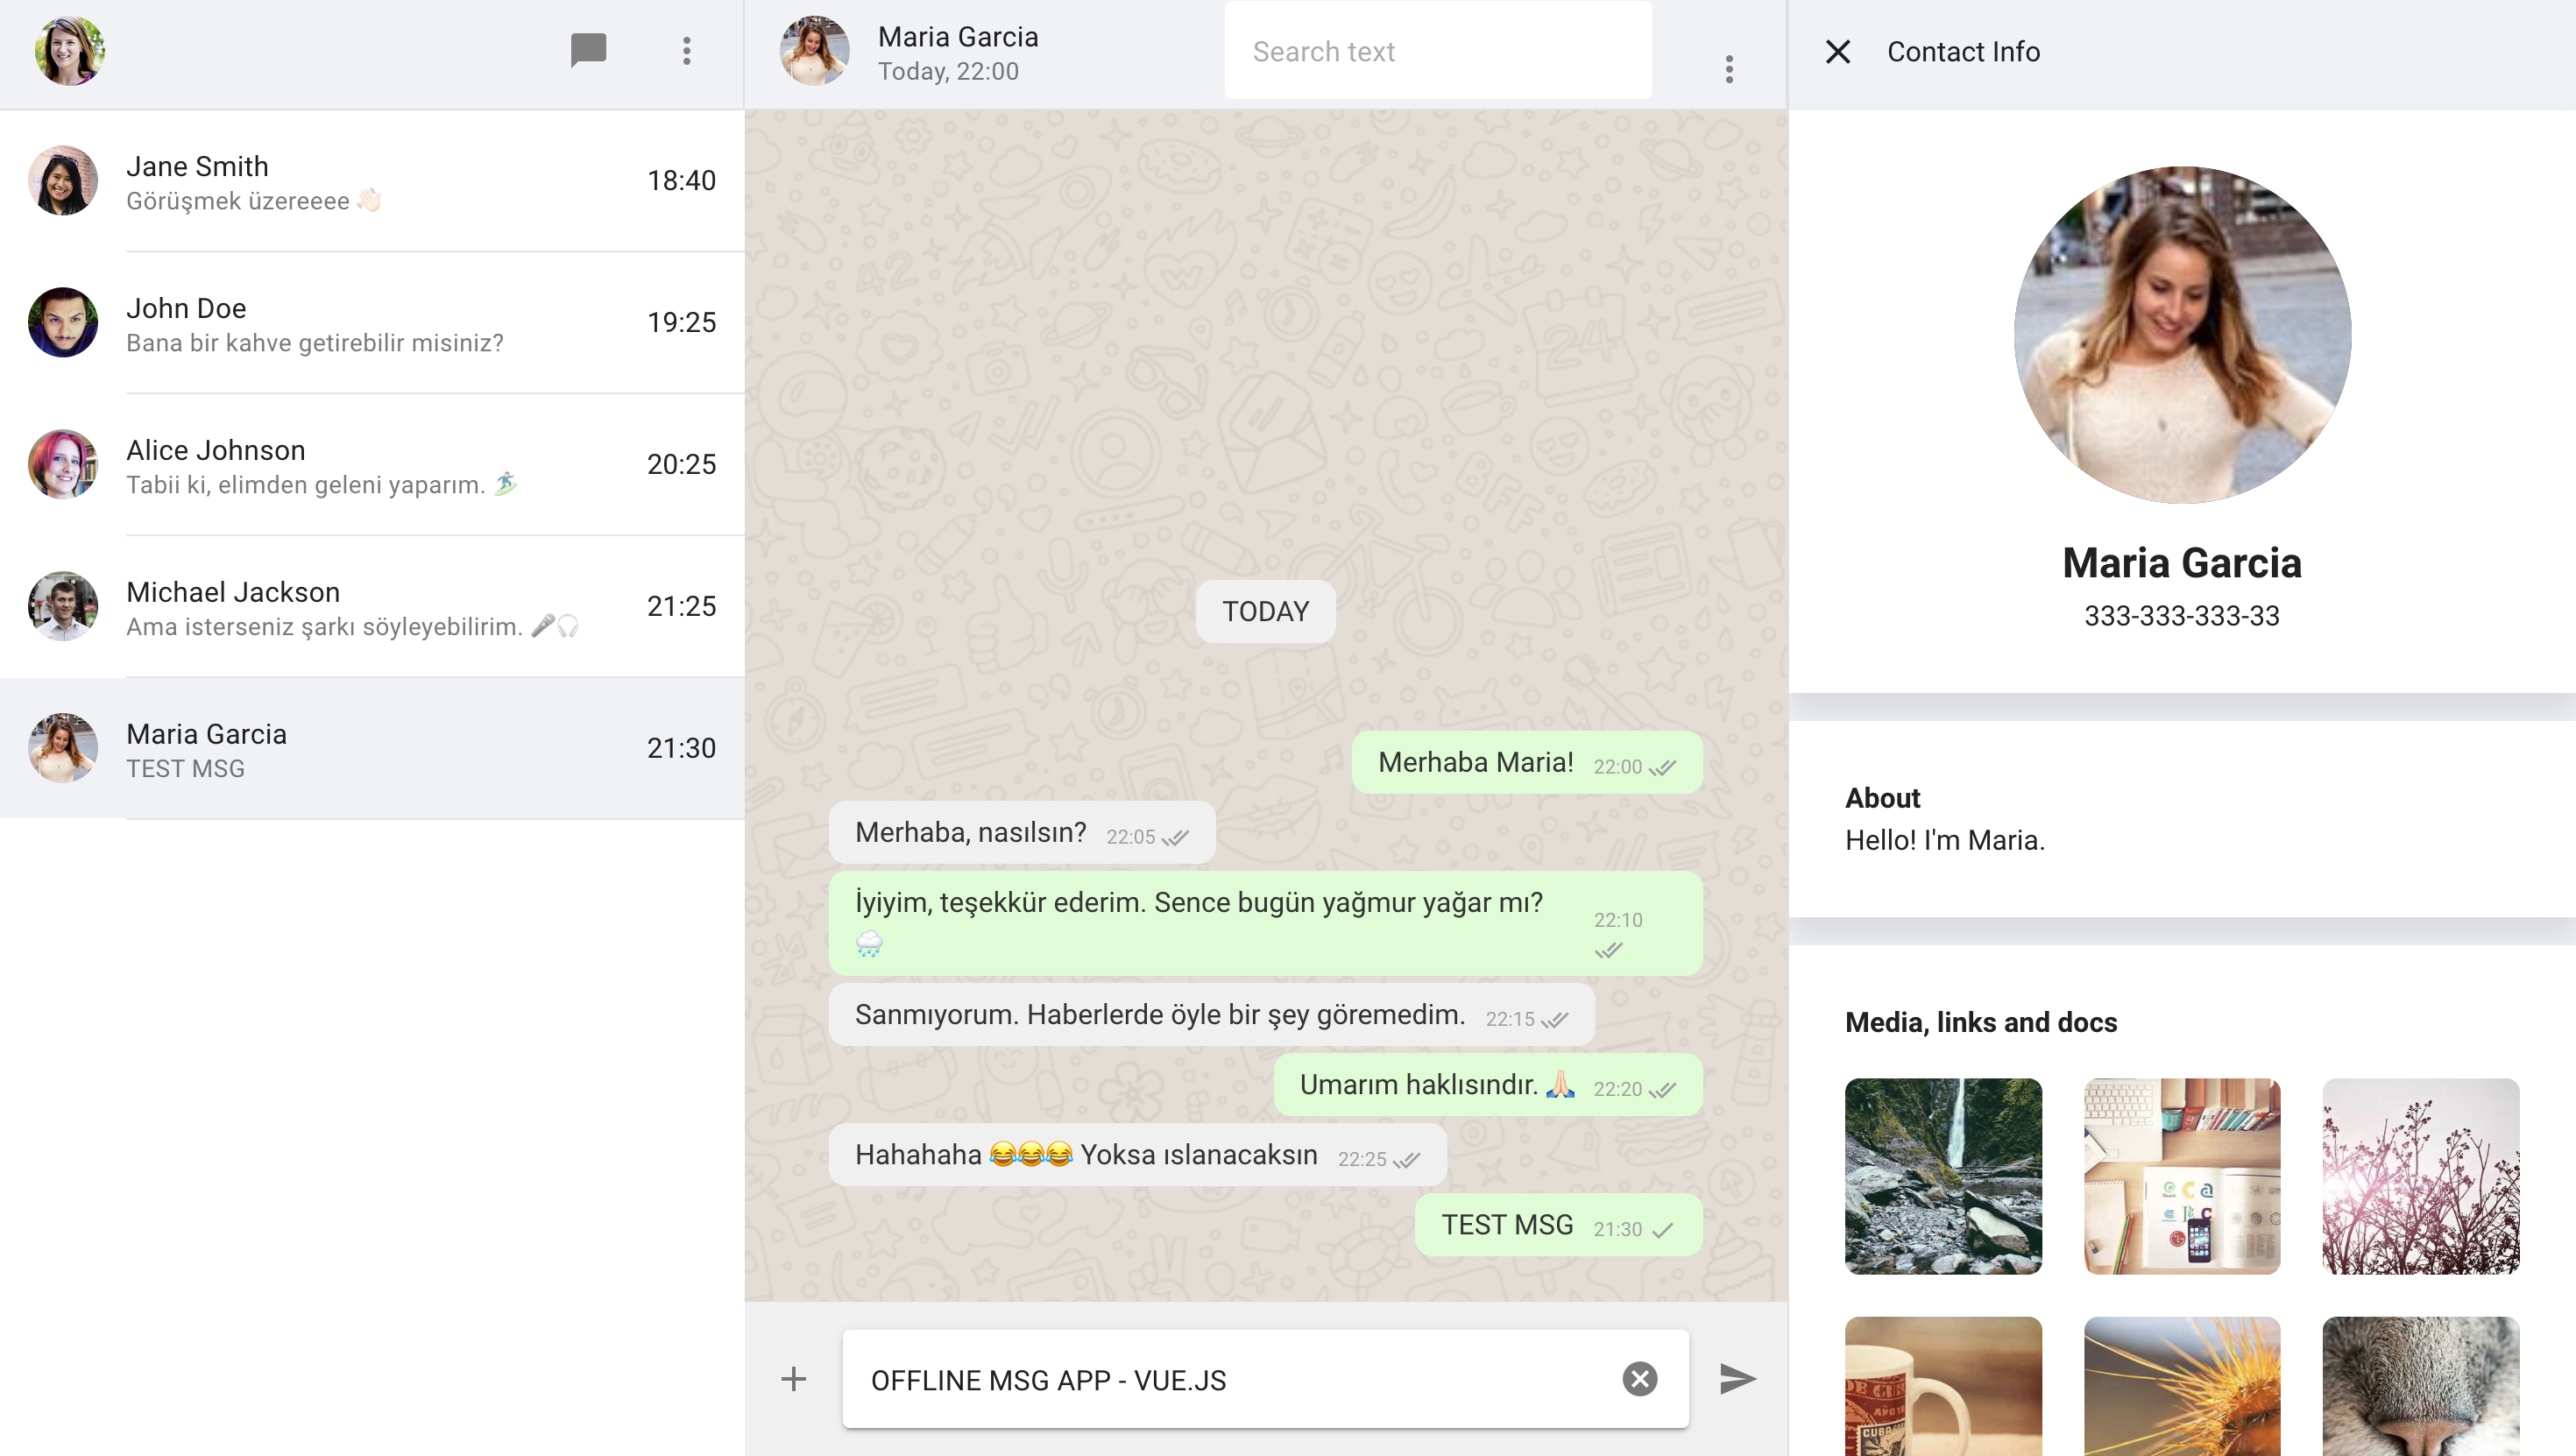 Jane Smith
Görüşmek üzereeee 👋🏻
18:40
John Doe
Bana bir kahve getirebilir misiniz?
19:25
Alice Johnson
Tabii ki, elimden geleni yaparım. 🏄
20:25
Michael Jackson
Ama isterseniz şarkı söyleyebilirim. 🎤🎧
21:25
Maria Garcia
TEST MSG
21:30
Maria Garcia
Today, 22:00
Search text
TODAY
Merhaba Maria! 22:00
Merhaba, nasılsın? 22:05
İyiyim, teşekkür ederim. Sence bugün yağmur yağar mı?
🌧 22:10
Sanmıyorum. Haberlerde öyle bir şey göremedim. 22:15
Umarım haklısındır. 🙏🏻 22:20
Hahahaha 😂😂😂 Yoksa ıslanacaksın 22:25
TEST MSG 21:30
OFFLINE MSG APP - VUE.JS
Contact Info
Maria Garcia
333-333-333-33
About
Hello! I'm Maria.
Media, links and docs